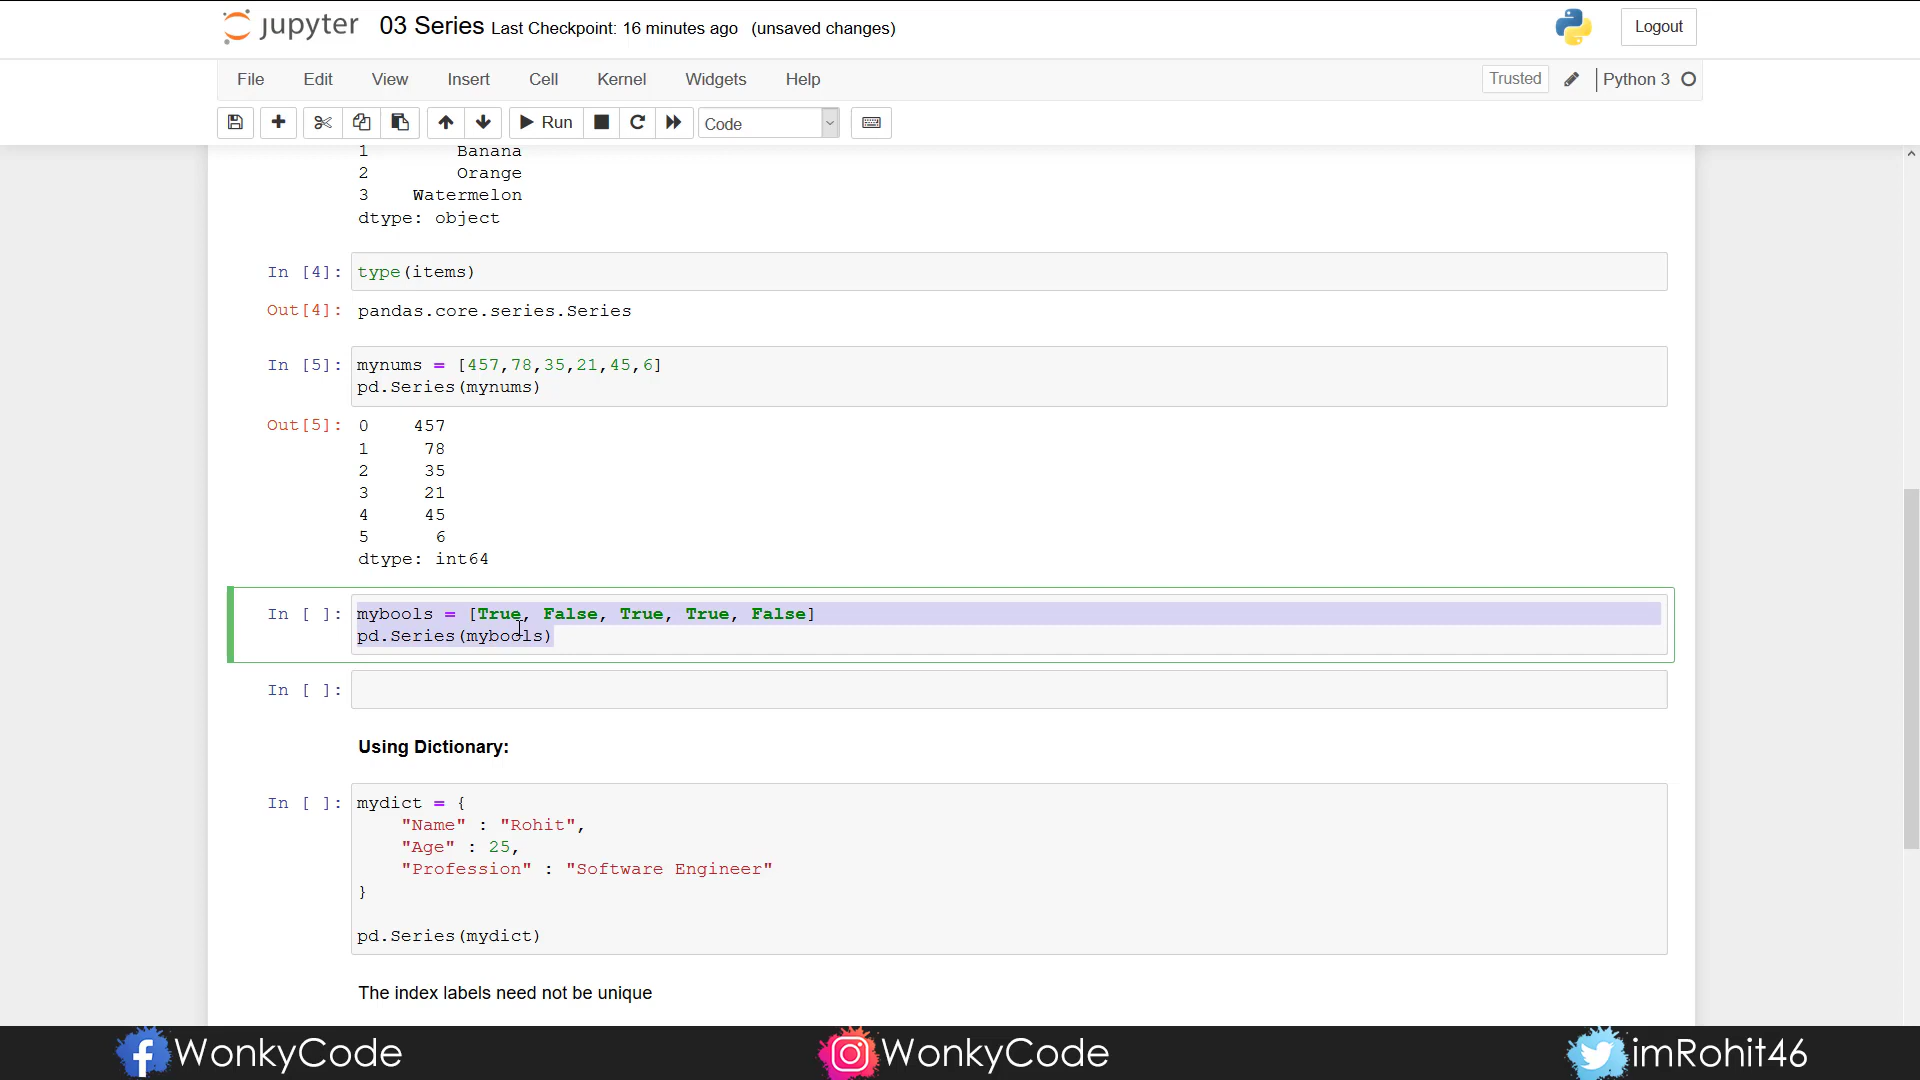 jupyter 03 Series Last Checkpoint: 16 minutes ago (unsaved changes) Logout
File Edit View Insert Cell Kernel Widgets Help Trusted Python 3
Run Code
1 Banana
2 Orange
3 Watermelon
dtype: object
In [4]: type(items)
Out[4]: pandas.core.series.Series
In [5]: mynums = [457,78,35,21,45,6]
pd.Series(mynums)
Out[5]: 0 457
1 78
2 35
3 21
4 45
5 6
dtype: int64
In [ ]: mybools = [True, False, True, True, False]
pd.Series(mybools)
In [ ]:
Using Dictionary:
In [ ]: mydict = {
"Name" : "Rohit",
"Age" : 25,
"Profession" : "Software Engineer"
}
pd.Series(mydict)
The index labels need not be unique
WonkyCode WonkyCode imRohit46